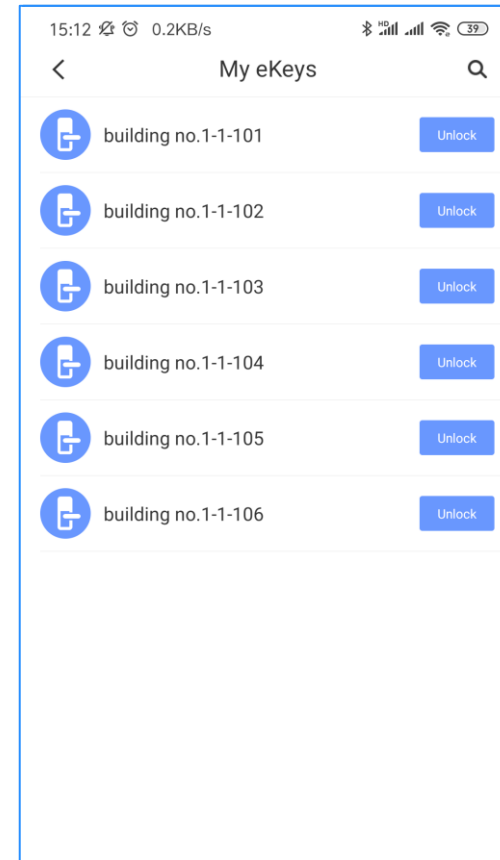 15:12 0.2KB/s HD 39
My eKeys
building no.1-1-101 Unlock
building no.1-1-102 Unlock
building no.1-1-103 Unlock
building no.1-1-104 Unlock
building no.1-1-105 Unlock
building no.1-1-106 Unlock